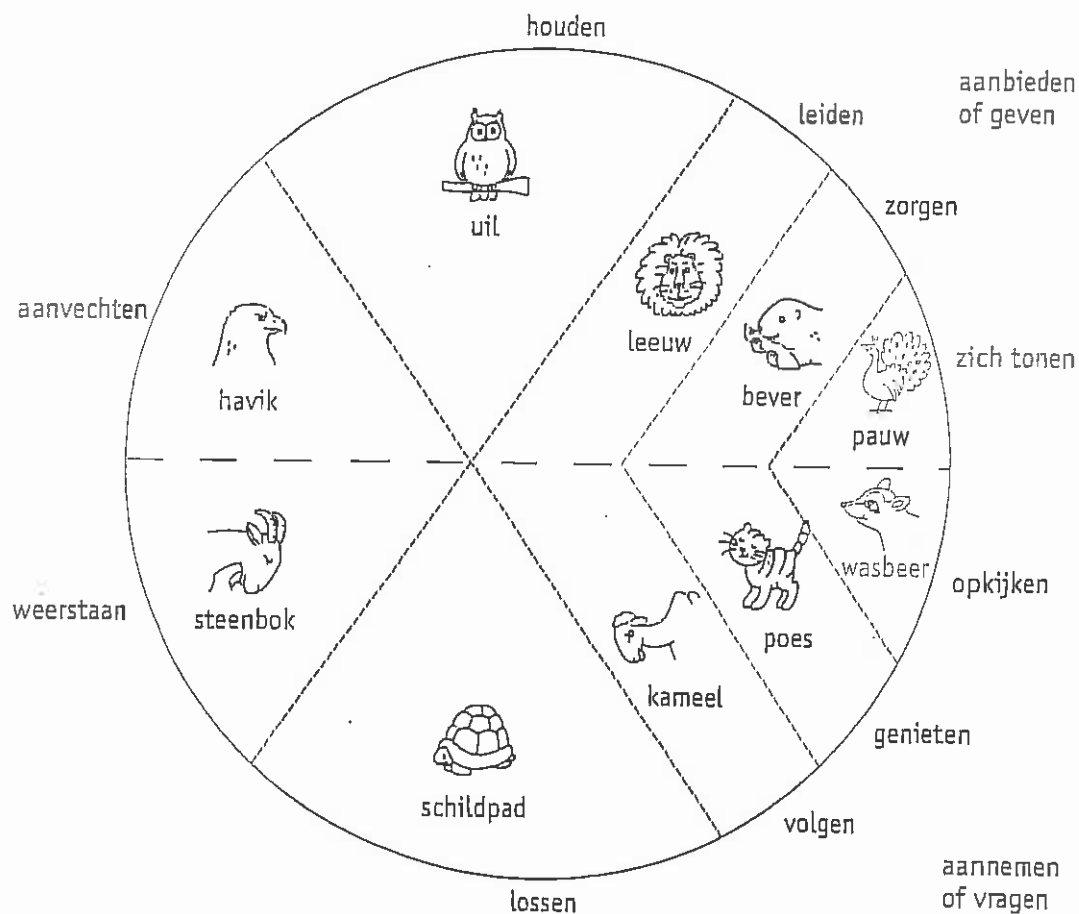 houden
aanbieden
of geven
leiden
zorgen
uil
aanvechten
leeuw
zich tonen
havik
bever
pauw
wasbeer
opkijken
weerstaan
steenbok
poes
kameel
genieten
schildpad
volgen
aannemen
of vragen
lossen